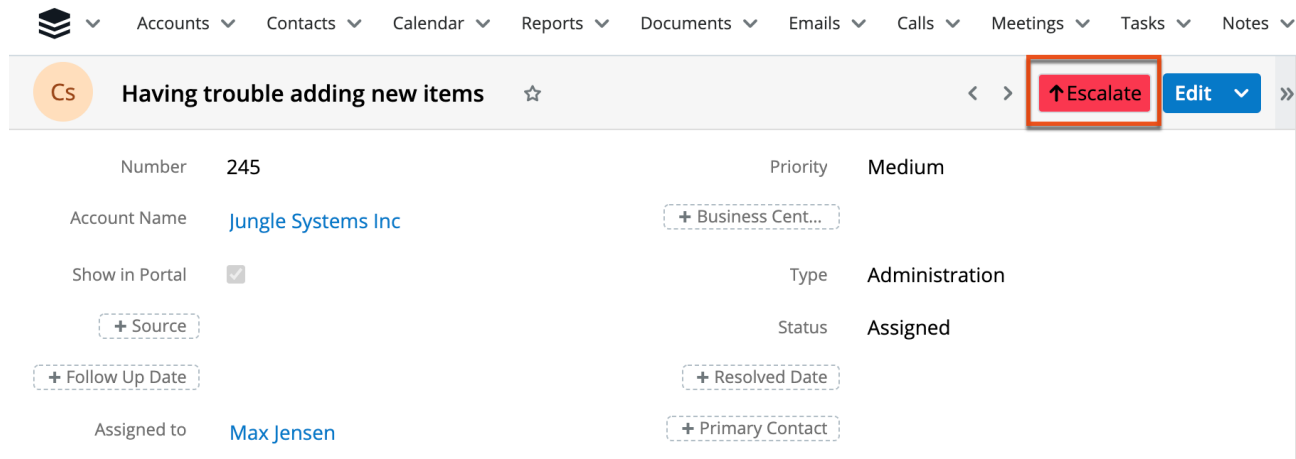 Accounts Contacts Calendar Reports Documents Emails Calls Meetings Tasks Notes
Cs Having trouble adding new items Escalate Edit
Number 245 Priority Medium
Account Name Jungle Systems Inc + Business Cent...
Show in Portal Type Administration
+ Source Status Assigned
+ Follow Up Date + Resolved Date
Assigned to Max Jensen + Primary Contact